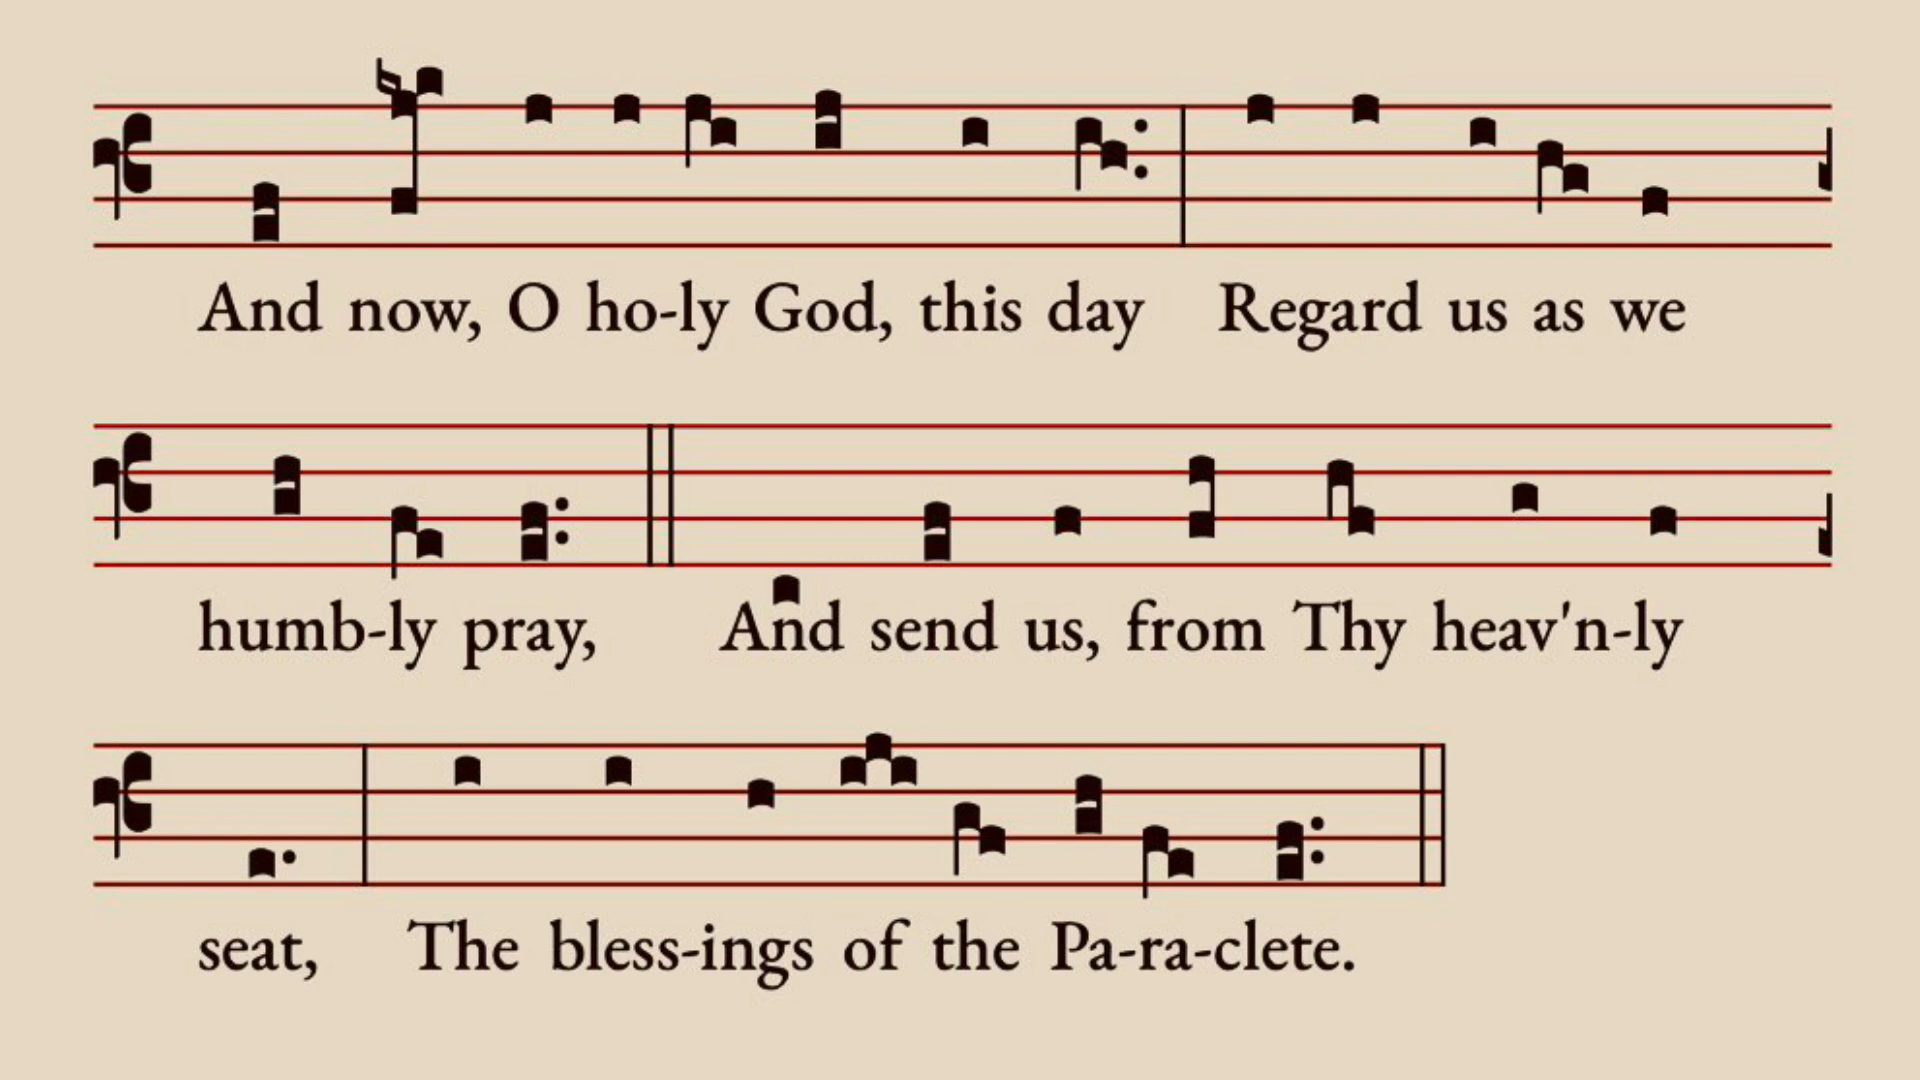 And now, O ho-ly God, this day Regard us as we
humb-ly pray, And send us, from Thy heav'n-ly
seat, The bless-ings of the Pa-ra-clete.